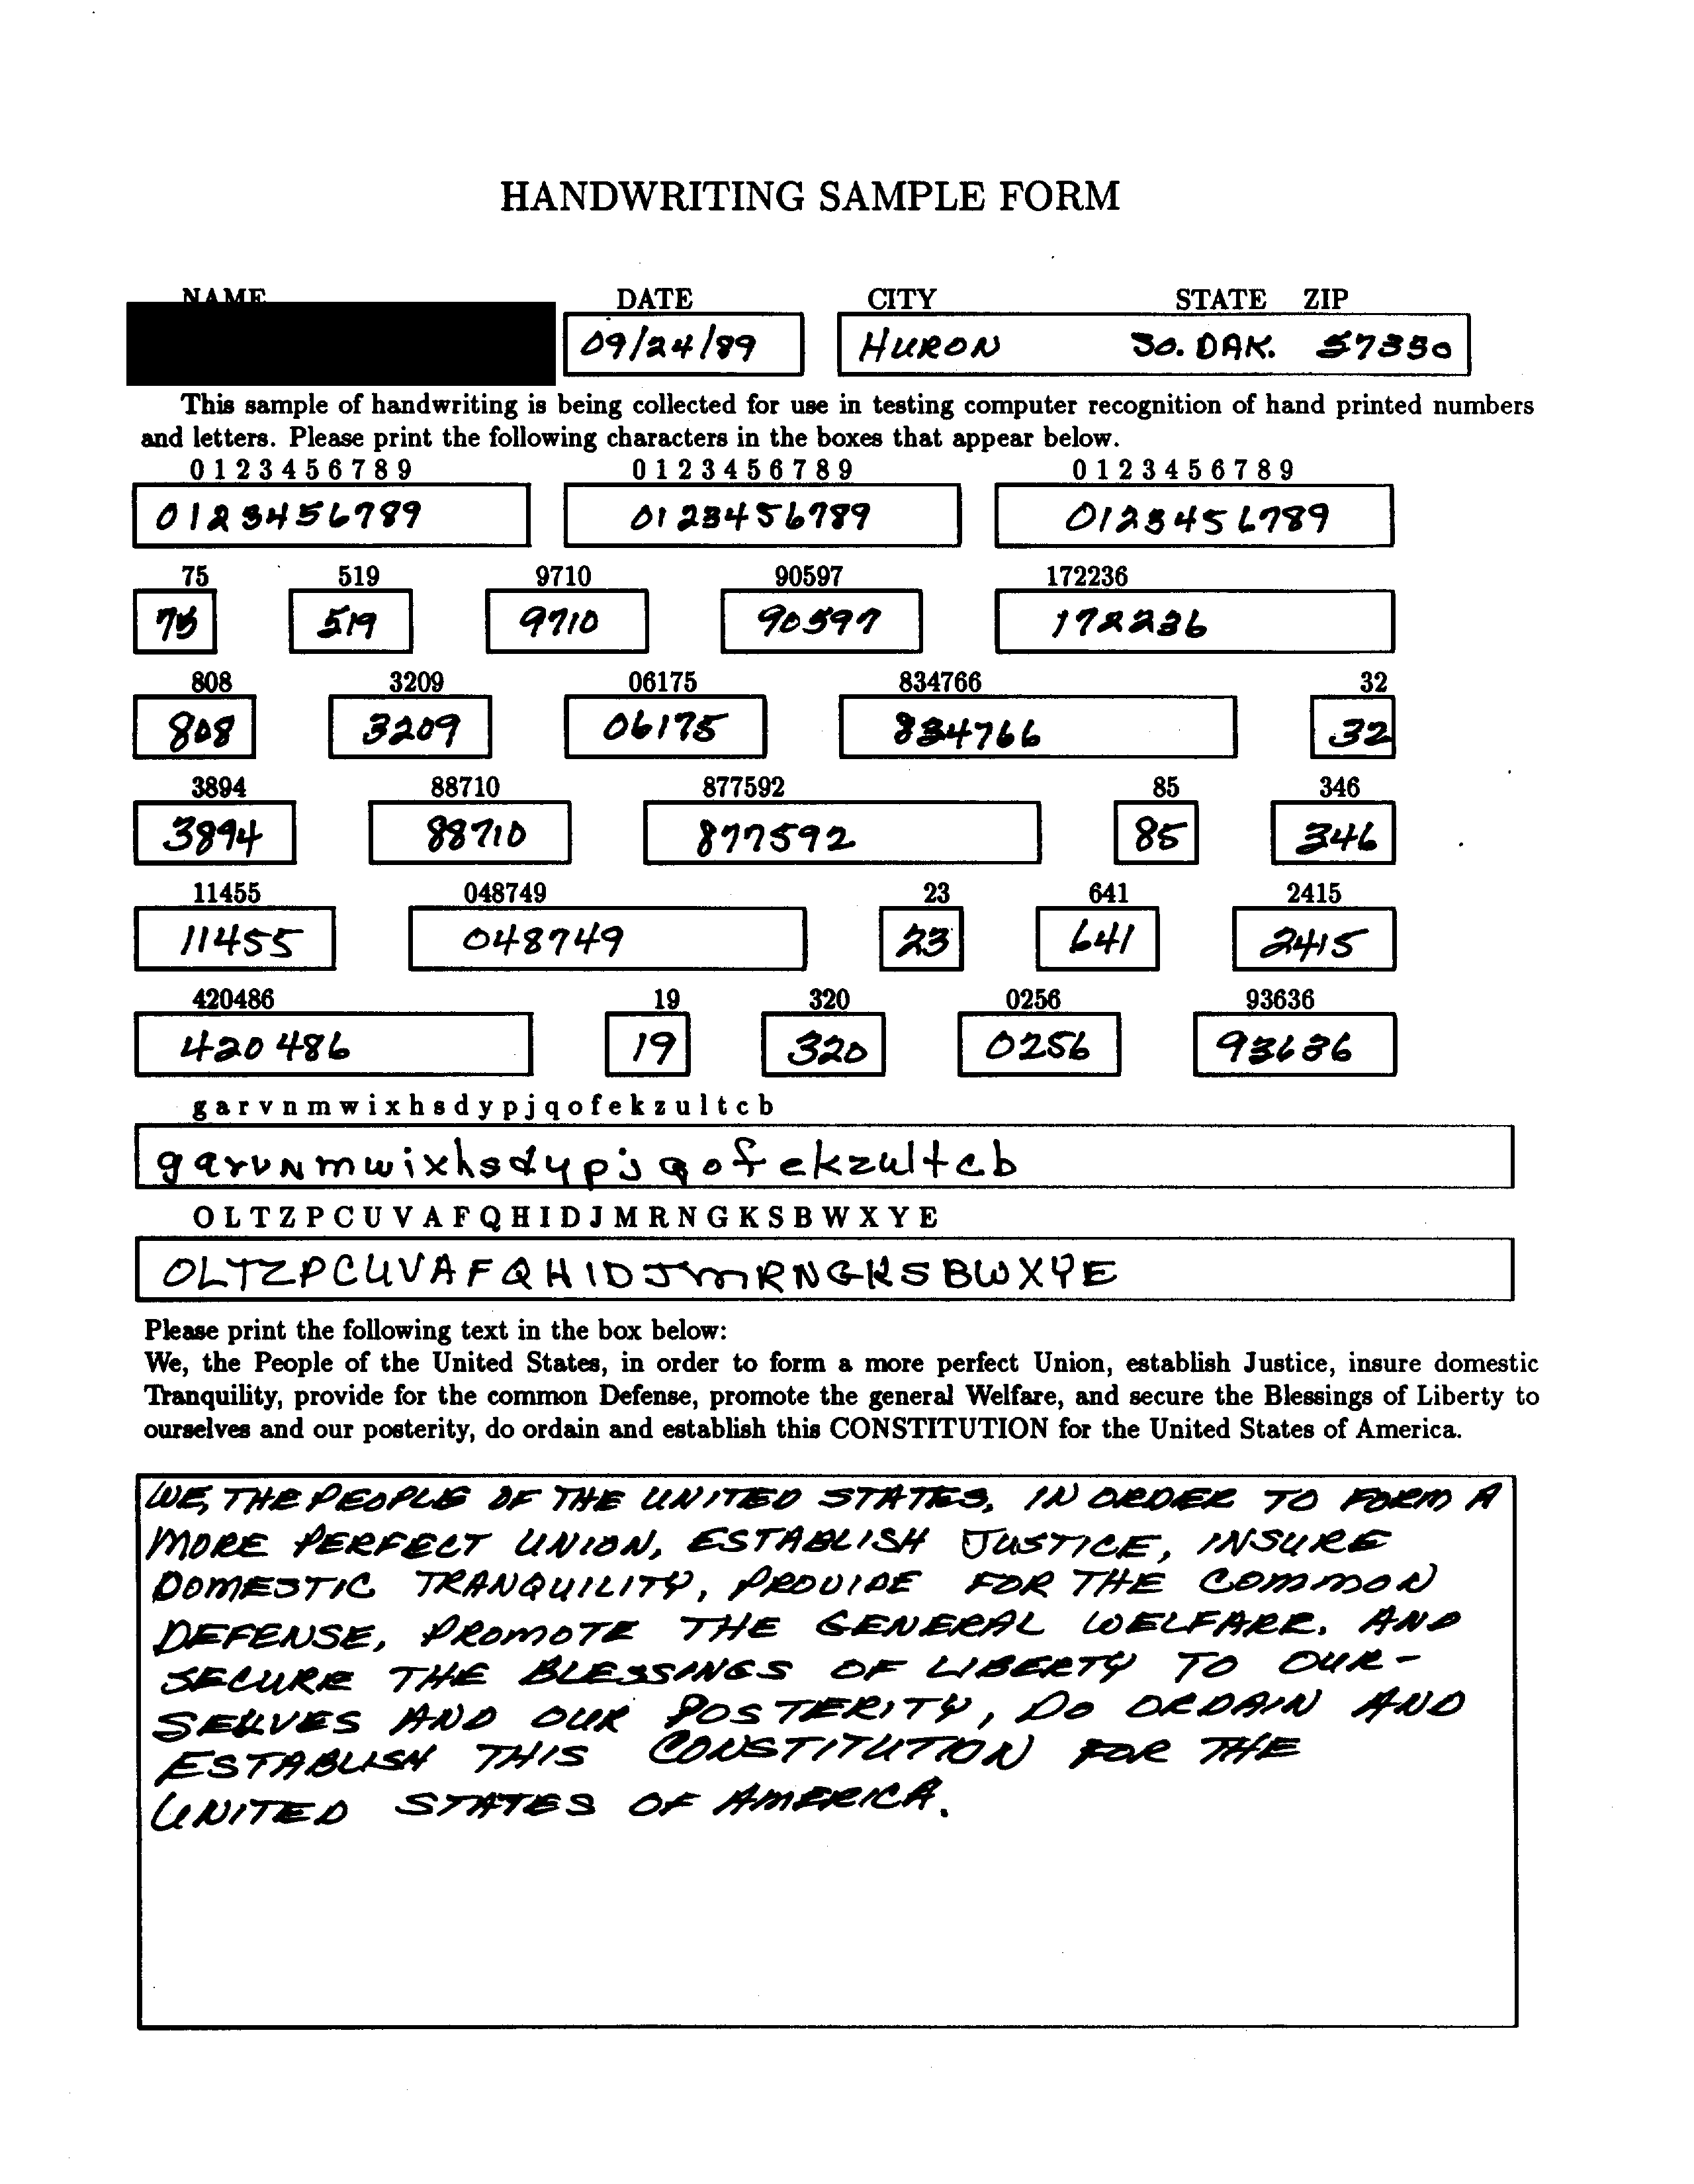 HANDWRITING SAMPLE FORM
NAME DATE CITY STATE ZIP
09/24/89 HURON SO. DAK. 57350
This sample of handwriting is being collected for use in testing computer recognition of hand printed numbers
and letters. Please print the following characters in the boxes that appear below.
0 1 2 3 4 5 6 7 8 9 0 1 2 3 4 5 6 7 8 9 0 1 2 3 4 5 6 7 8 9
0123456789 0123456789 0123456789
75 519 9710 90597 172236
75 519 9710 90597 172236
808 3209 06175 834766 32
808 3209 06175 834766 32
3894 88710 877592 85 346
3894 88710 877592 85 346
11455 048749 23 641 2415
11455 048749 23 641 2415
420486 19 320 0256 93636
420486 19 320 0256 93636
g a r v n m w i x h s d y p j q o f e k z u l t c b
garvnmwixhsdypjqofekzultcb
O L T Z P C U V A F Q H I D J M R N G K S B W X Y E
OLTZPCUVAFQHIDJMRNGKSBWXYE
Please print the following text in the box below:
We, the People of the United States, in order to form a more perfect Union, establish Justice, insure domestic
Tranquility, provide for the common Defense, promote the general Welfare, and secure the Blessings of Liberty to
ourselves and our posterity, do ordain and establish this CONSTITUTION for the United States of America.
WE, THE PEOPLE OF THE UNITED STATES, IN ORDER TO FORM A
MORE PERFECT UNION, ESTABLISH JUSTICE, INSURE
DOMESTIC TRANQUILITY, PROVIDE FOR THE COMMON
DEFENSE, PROMOTE THE GENERAL WELFARE, AND
SECURE THE BLESSINGS OF LIBERTY TO OUR-
SELVES AND OUR POSTERITY, DO ORDAIN AND
ESTABLISH THIS CONSTITUTION FOR THE
UNITED STATES OF AMERICA.